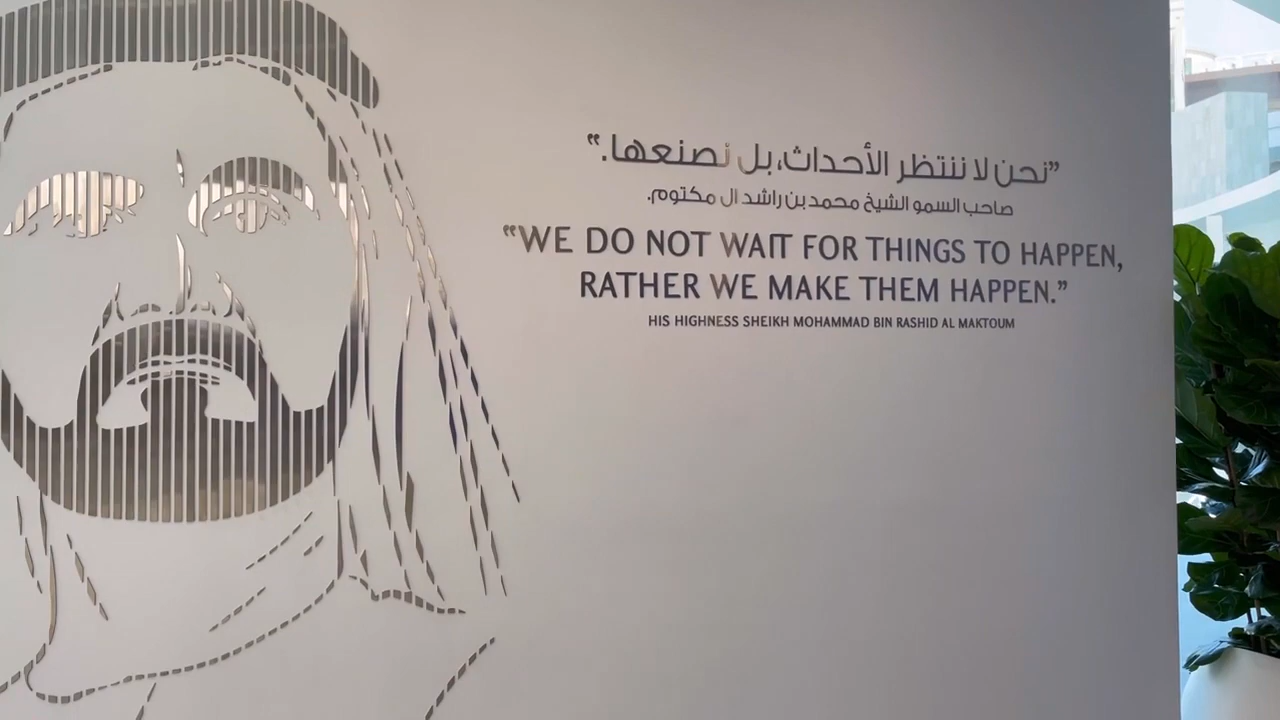 ”نحن لا ننتظر الأحداث، بل نصنعها.“
صاحب السمو الشيخ محمد بن راشد آل مكتوم.
“WE DO NOT WAIT FOR THINGS TO HAPPEN,
RATHER WE MAKE THEM HAPPEN.”
HIS HIGHNESS SHEIKH MOHAMMAD BIN RASHID AL MAKTOUM